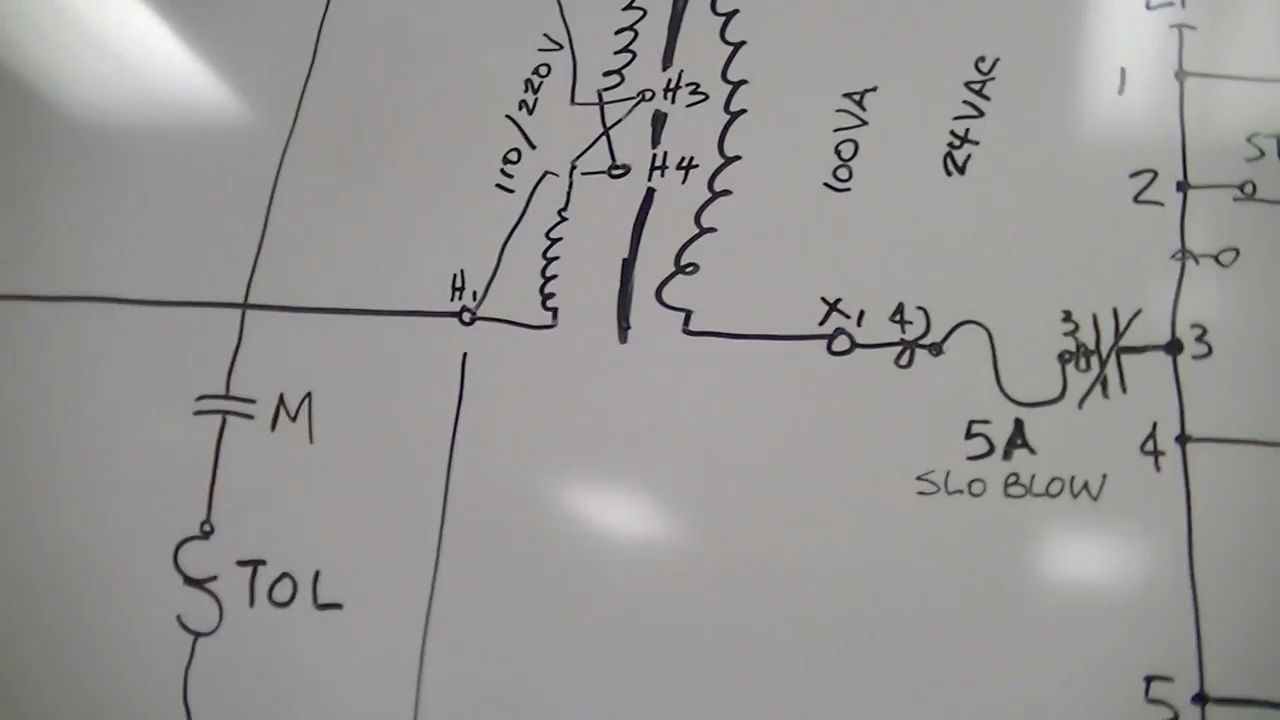 1
110/220V
H3
100VA
24VAC
H4
2
H1
X1
4
3
3
5A
SLO BLOW
4
M
TOL
5